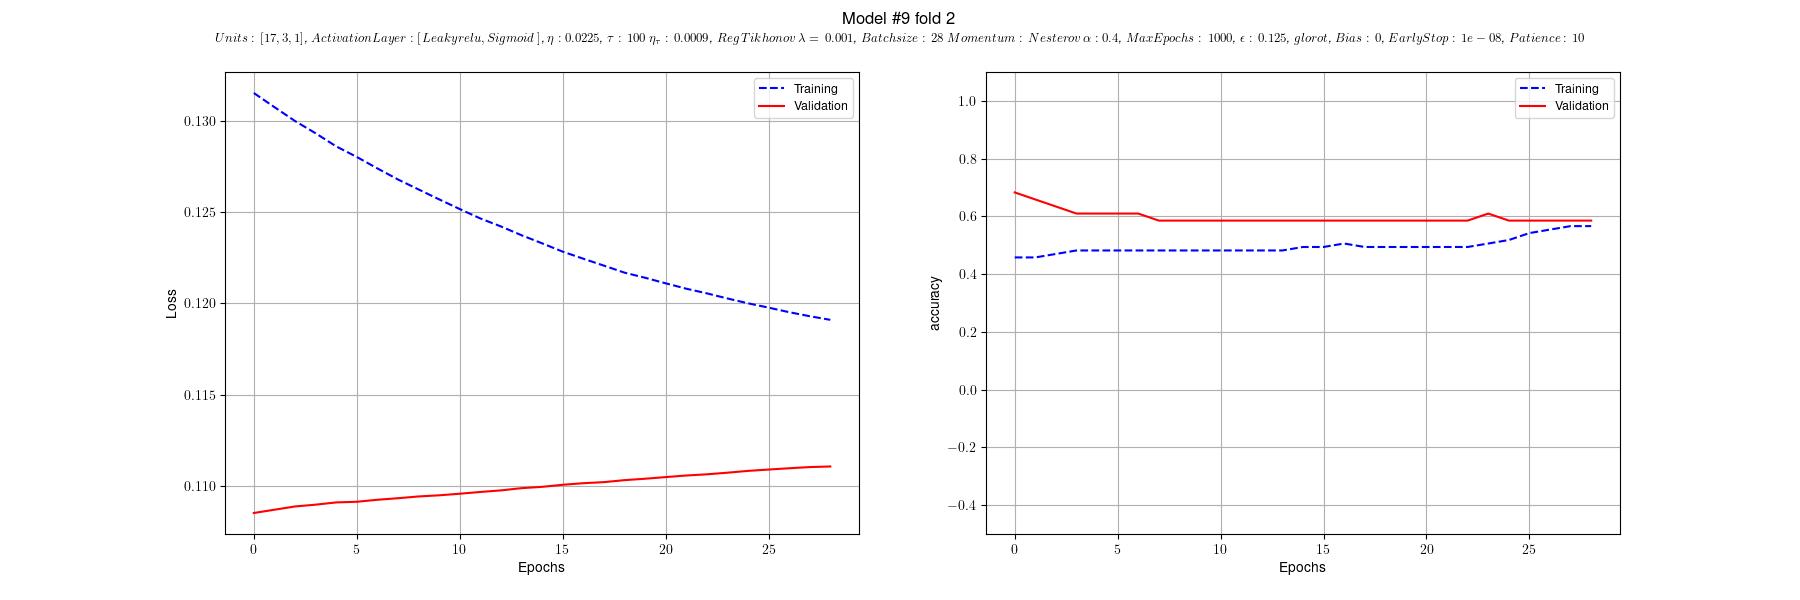 Model #9 fold 2
Units : [17, 3, 1], ActivationLayer : [Leakyrelu, Sigmoid ], η : 0.0225, τ : 100 ητ : 0.0009, RegTikhonov λ = 0.001, Batchsize : 28 Momentum : Nesterov α : 0.4, MaxEpochs : 1000, ϵ : 0.125, glorot, Bias : 0, EarlyStop : 1e − 08, Patience : 10
Training
Validation
0.130
0.125
0.120
0.115
0.110
Loss
0 5 10 15 20 25
Epochs
Training
Validation
1.0
0.8
0.6
0.4
0.2
0.0
−0.2
−0.4
accuracy
0 5 10 15 20 25
Epochs